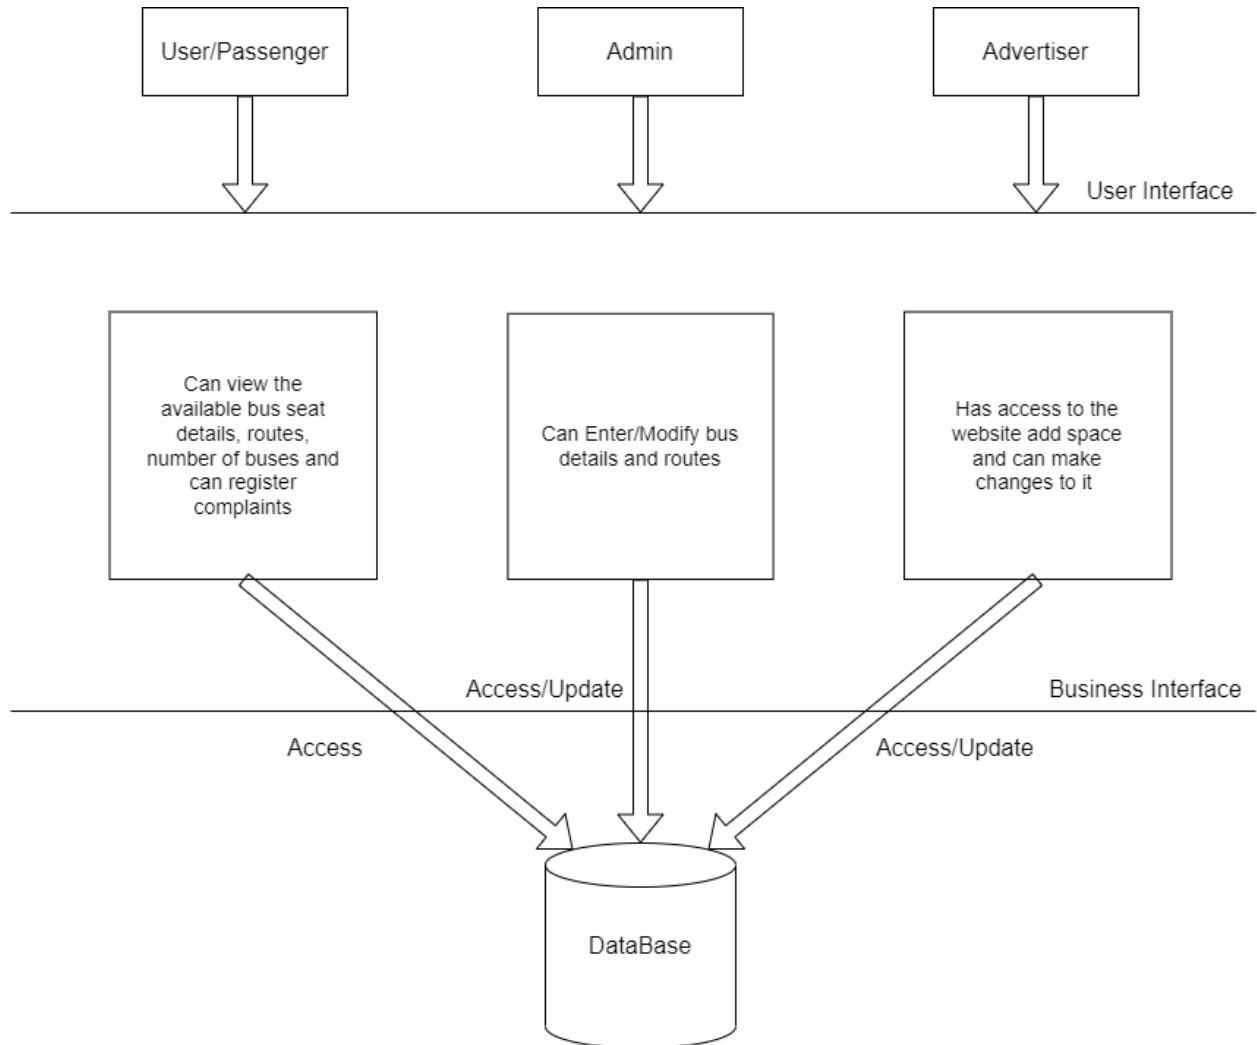 User/Passenger
Admin
Advertiser
User Interface
Can view the
available bus seat
details, routes,
number of buses and
can register
complaints
Can Enter/Modify bus
details and routes
Has access to the
website add space
and can make
changes to it
Access/Update
Business Interface
Access
Access/Update
DataBase